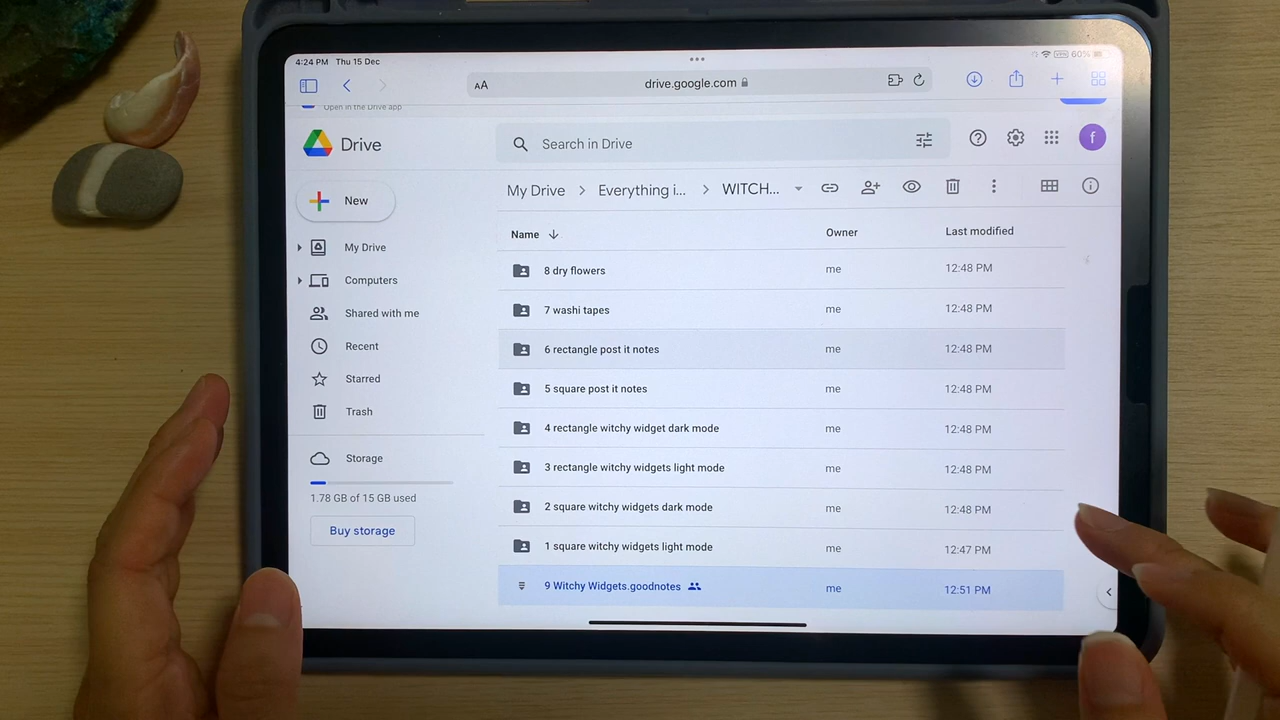 4:24 PM Thu 15 Dec
VPN 60%
AA
drive.google.com
Open in the Drive app
Drive
Search in Drive
f
New
My Drive
Computers
Shared with me
Recent
Starred
Trash
Storage
1.78 GB of 15 GB used
Buy storage
My Drive > Everything i... > WITCH...
Name Owner Last modified
8 dry flowers me 12:48 PM
7 washi tapes me 12:48 PM
6 rectangle post it notes me 12:48 PM
5 square post it notes me 12:48 PM
4 rectangle witchy widget dark mode me 12:48 PM
3 rectangle witchy widgets light mode me 12:48 PM
2 square witchy widgets dark mode me 12:48 PM
1 square witchy widgets light mode me 12:47 PM
9 Witchy Widgets.goodnotes me 12:51 PM